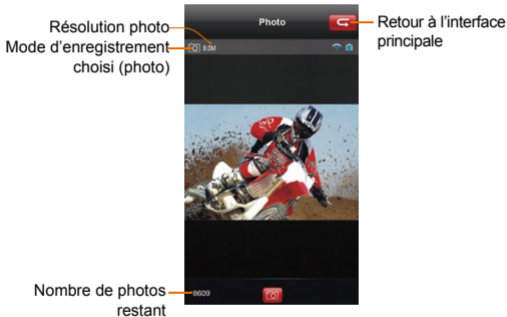 Résolution photo
Mode d'enregistrement
choisi (photo)
Photo
8.0M
Retour à l'interface
principale
Nombre de photos
restant
8609